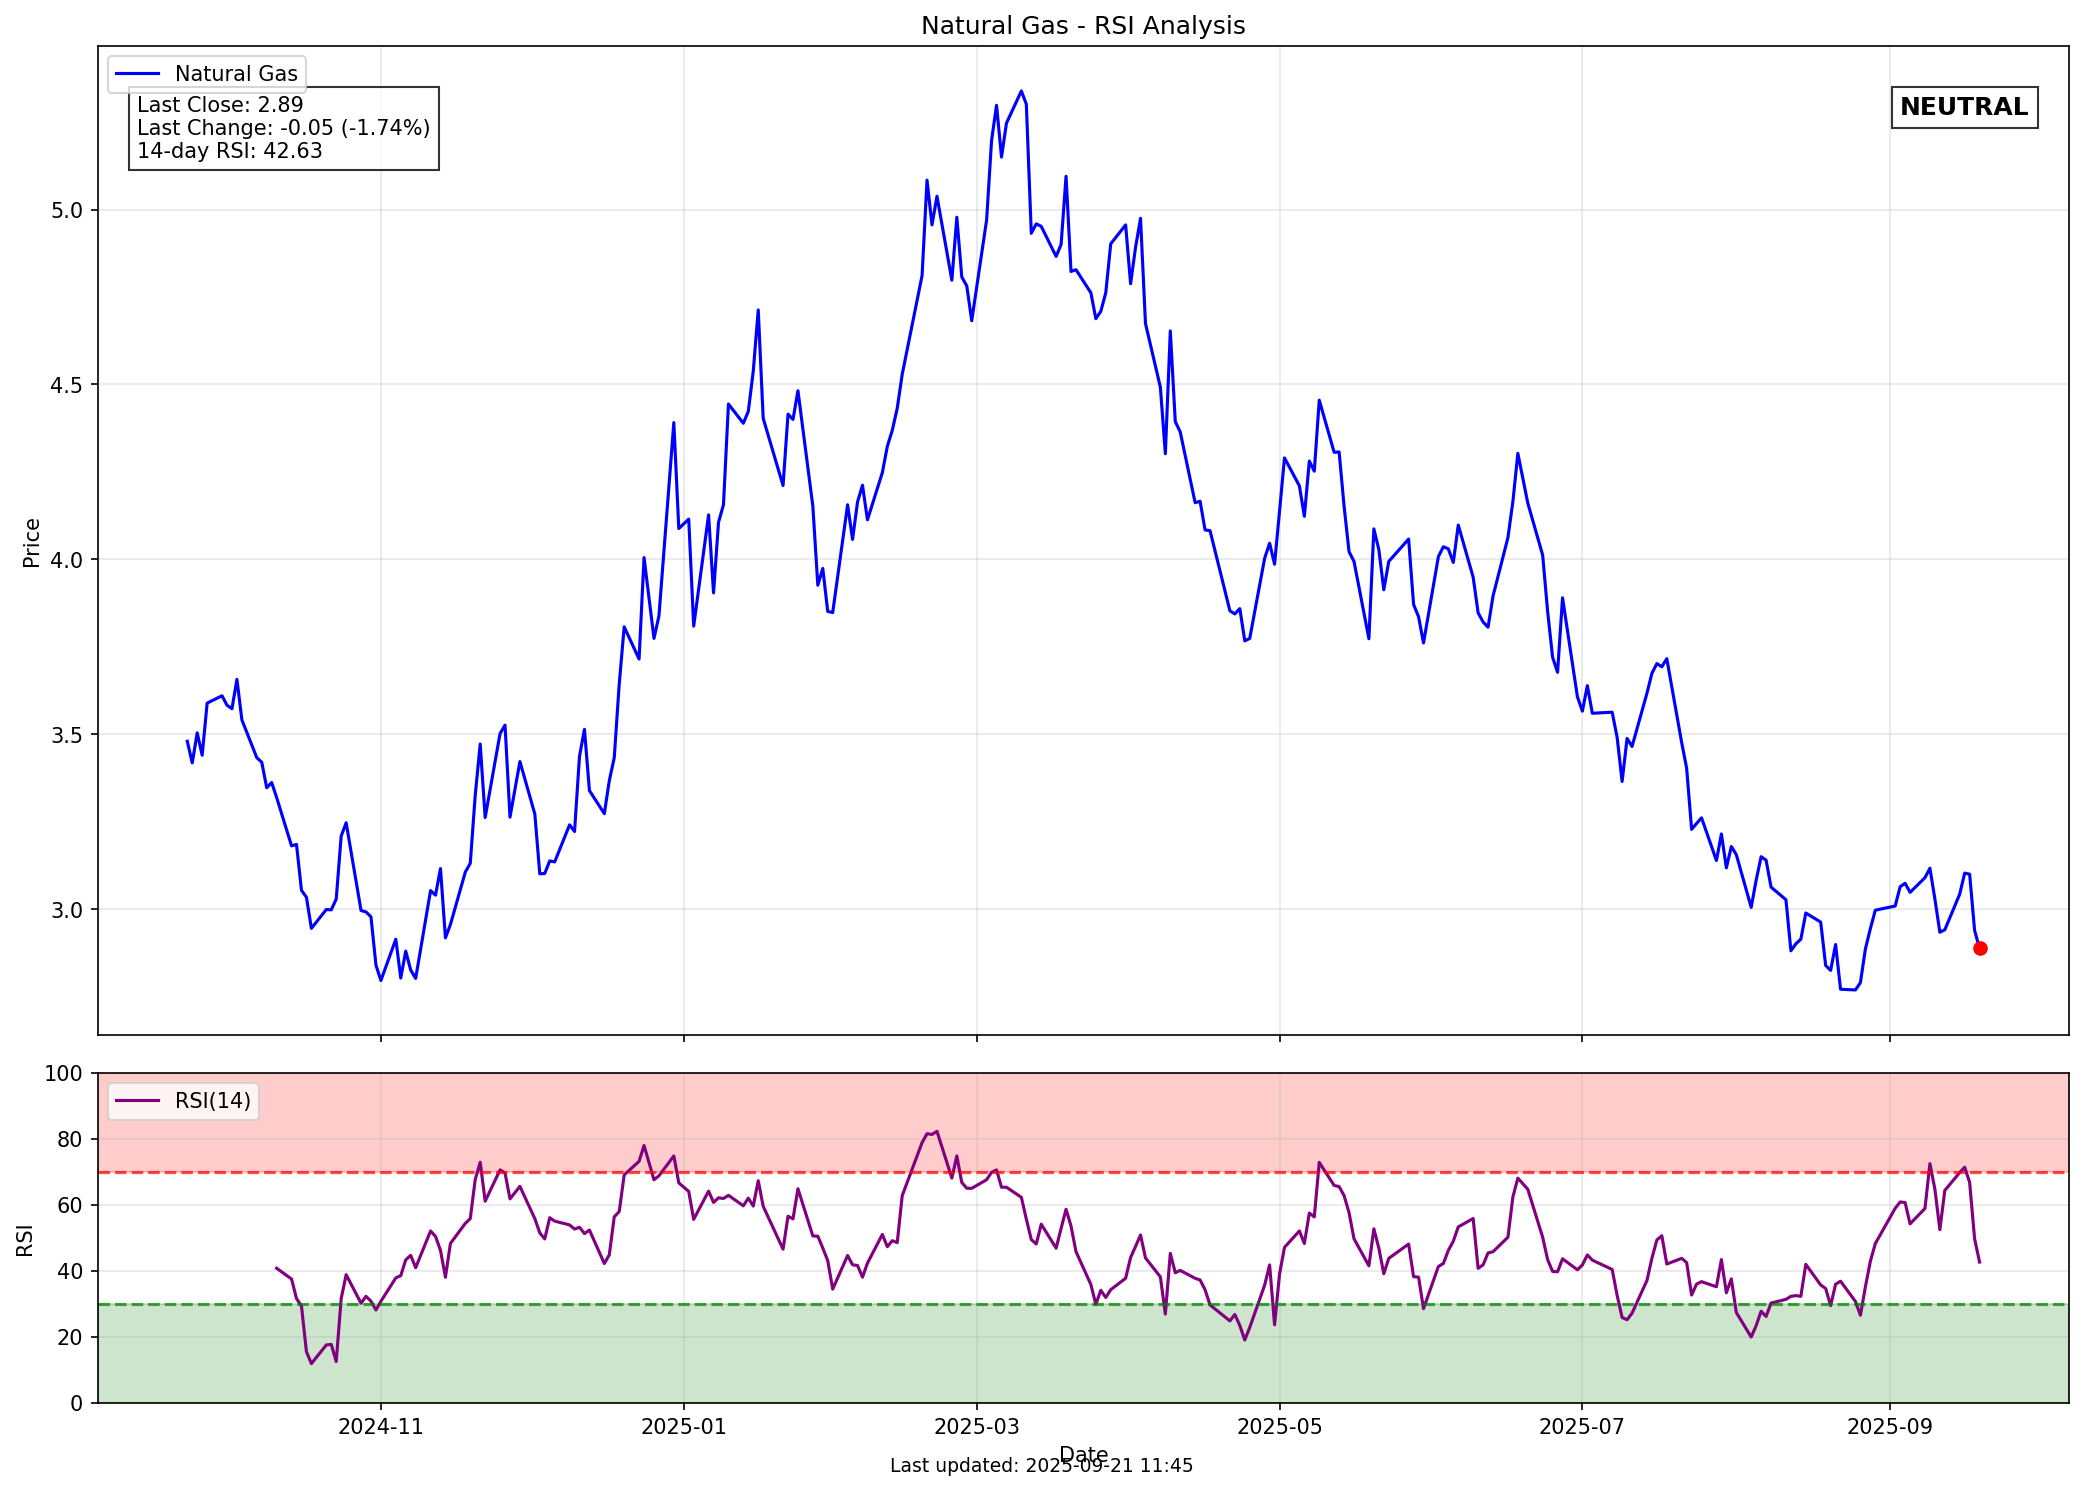 Natural Gas - RSI Analysis
Natural Gas
Last Close: 2.89
Last Change: -0.05 (-1.74%)
14-day RSI: 42.63
NEUTRAL
Price
5.0
4.5
4.0
3.5
3.0
RSI(14)
RSI
100
80
60
40
20
0
2024-11
2025-01
2025-03
2025-05
2025-07
2025-09
Date
Last updated: 2025-09-21 11:45